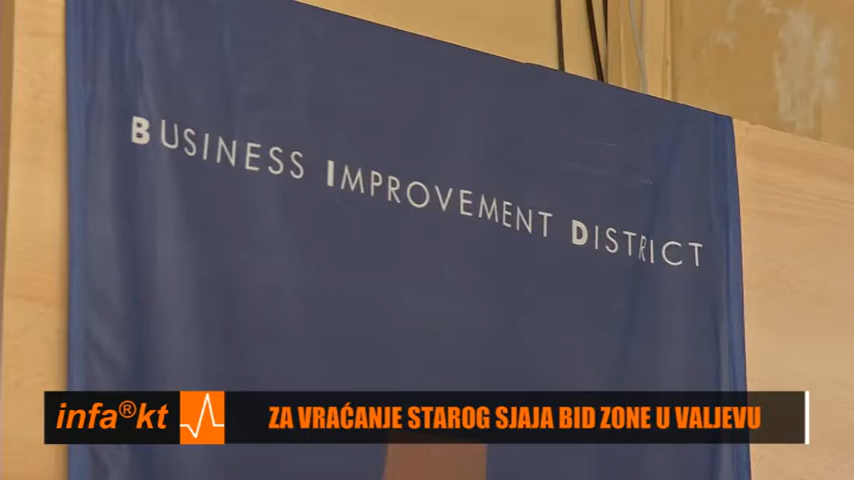 BUSINESS IMPROVEMENT DISTRICT
infa®kt
ZA VRAĆANJE STAROG SJAJA BID ZONE U VALJEVU